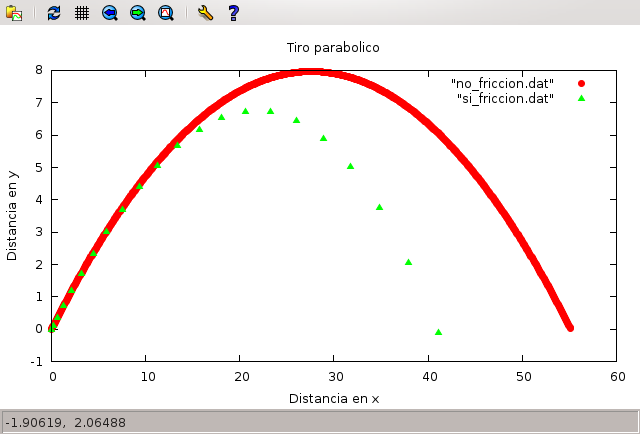 Tiro parabolico
"no_friccion.dat"
"si_friccion.dat"
Distancia en y
8
7
6
5
4
3
2
1
0
-1
0 10 20 30 40 50 60
Distancia en x
-1.90619, 2.06488